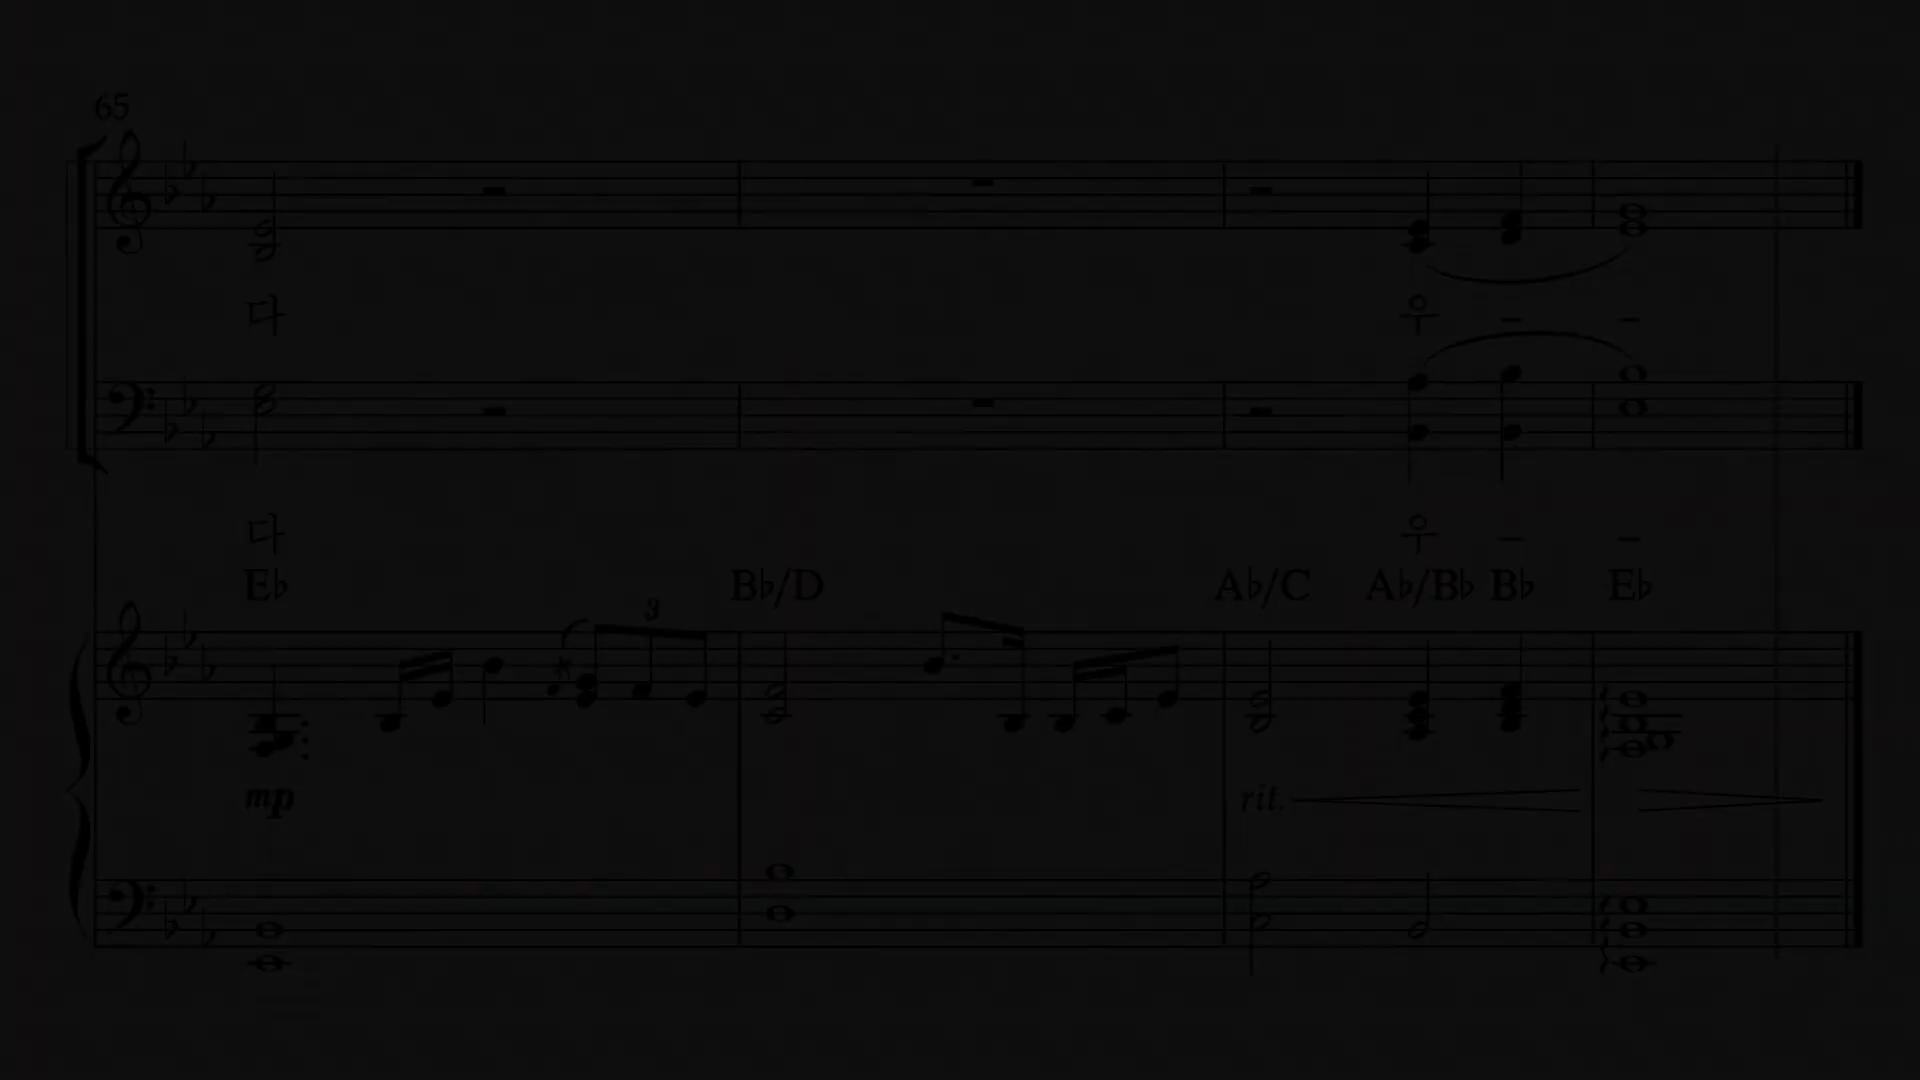 65
다
우 – –
다
우 – –
E♭ B♭/D A♭/C A♭/B♭ B♭ E♭
3
mp
rit.